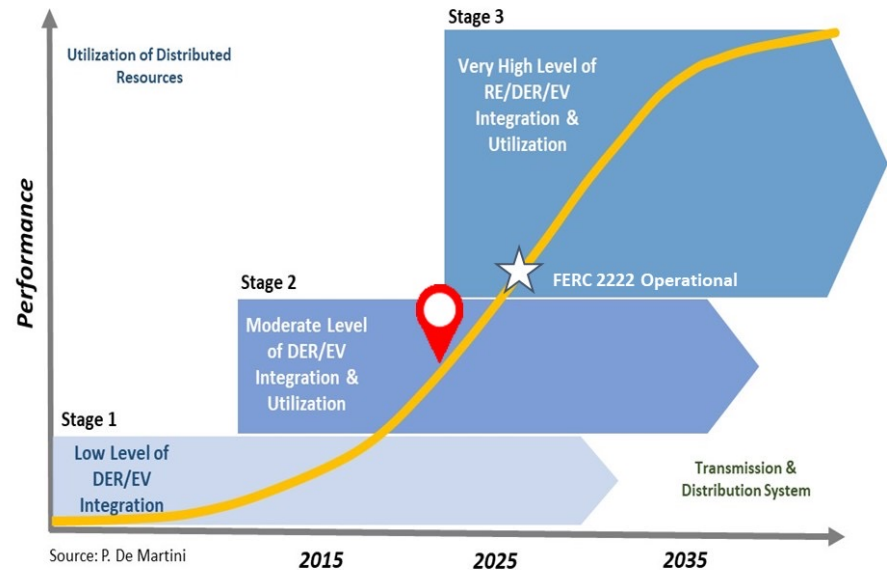 Stage 3
Utilization of Distributed
Resources
Very High Level of
RE/DER/EV
Integration &
Utilization
Performance
Stage 2
FERC 2222 Operational
Moderate Level
of DER/EV
Integration &
Utilization
Stage 1
Low Level of
DER/EV
Integration
Transmission &
Distribution System
Source: P. De Martini
2015
2025
2035